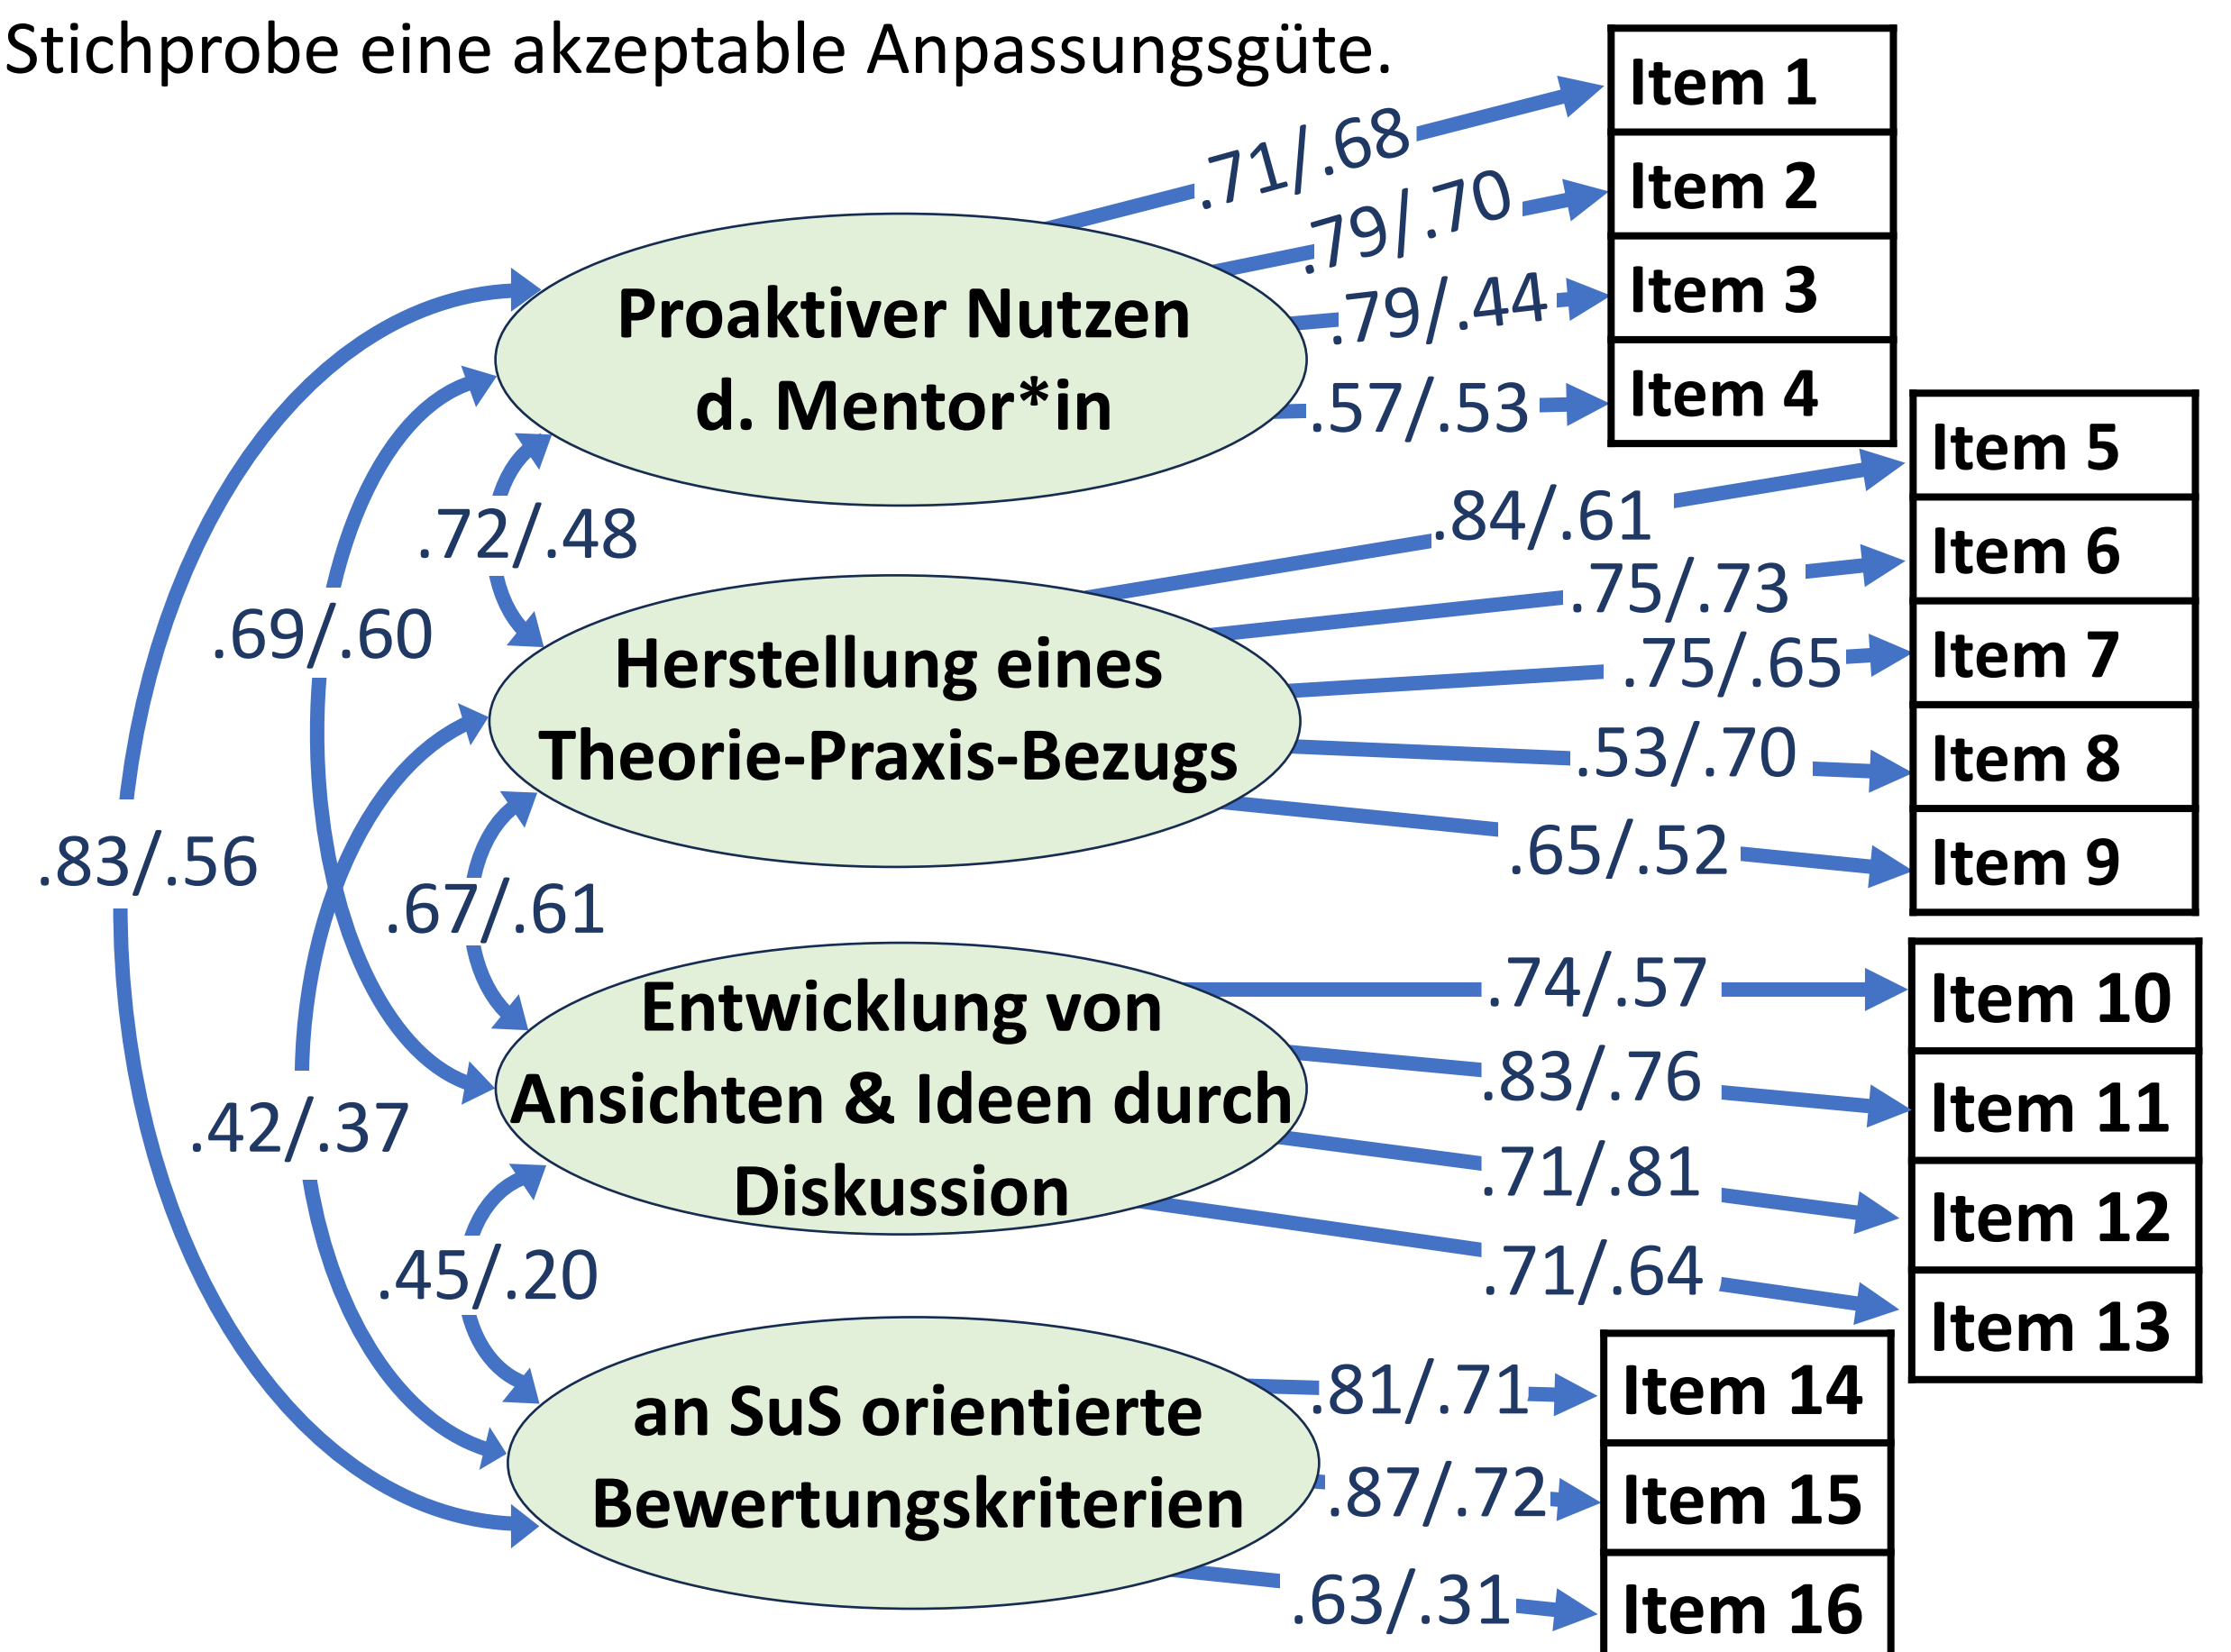 Stichprobe eine akzeptable Anpassungsgüte.
.71/.68
Item 1
.79/.70
Item 2
Proaktiver Nutzen
d. Mentor*in
.79/.44
Item 3
.57/.53
Item 4
.72/.48
.84/.61
Item 5
.75/.73
Item 6
.69/.60
Herstellung eines
Theorie-Praxis-Bezugs
.75/.65
Item 7
.53/.70
Item 8
.83/.56
.65/.52
Item 9
.67/.61
Entwicklung von
Ansichten & Ideen durch
Diskussion
.74/.57
Item 10
.83/.76
Item 11
.42/.37
.71/.81
Item 12
.45/.20
.71/.64
Item 13
an SuS orientierte
Bewertungskriterien
.81/.71
Item 14
.87/.72
Item 15
.63/.31
Item 16